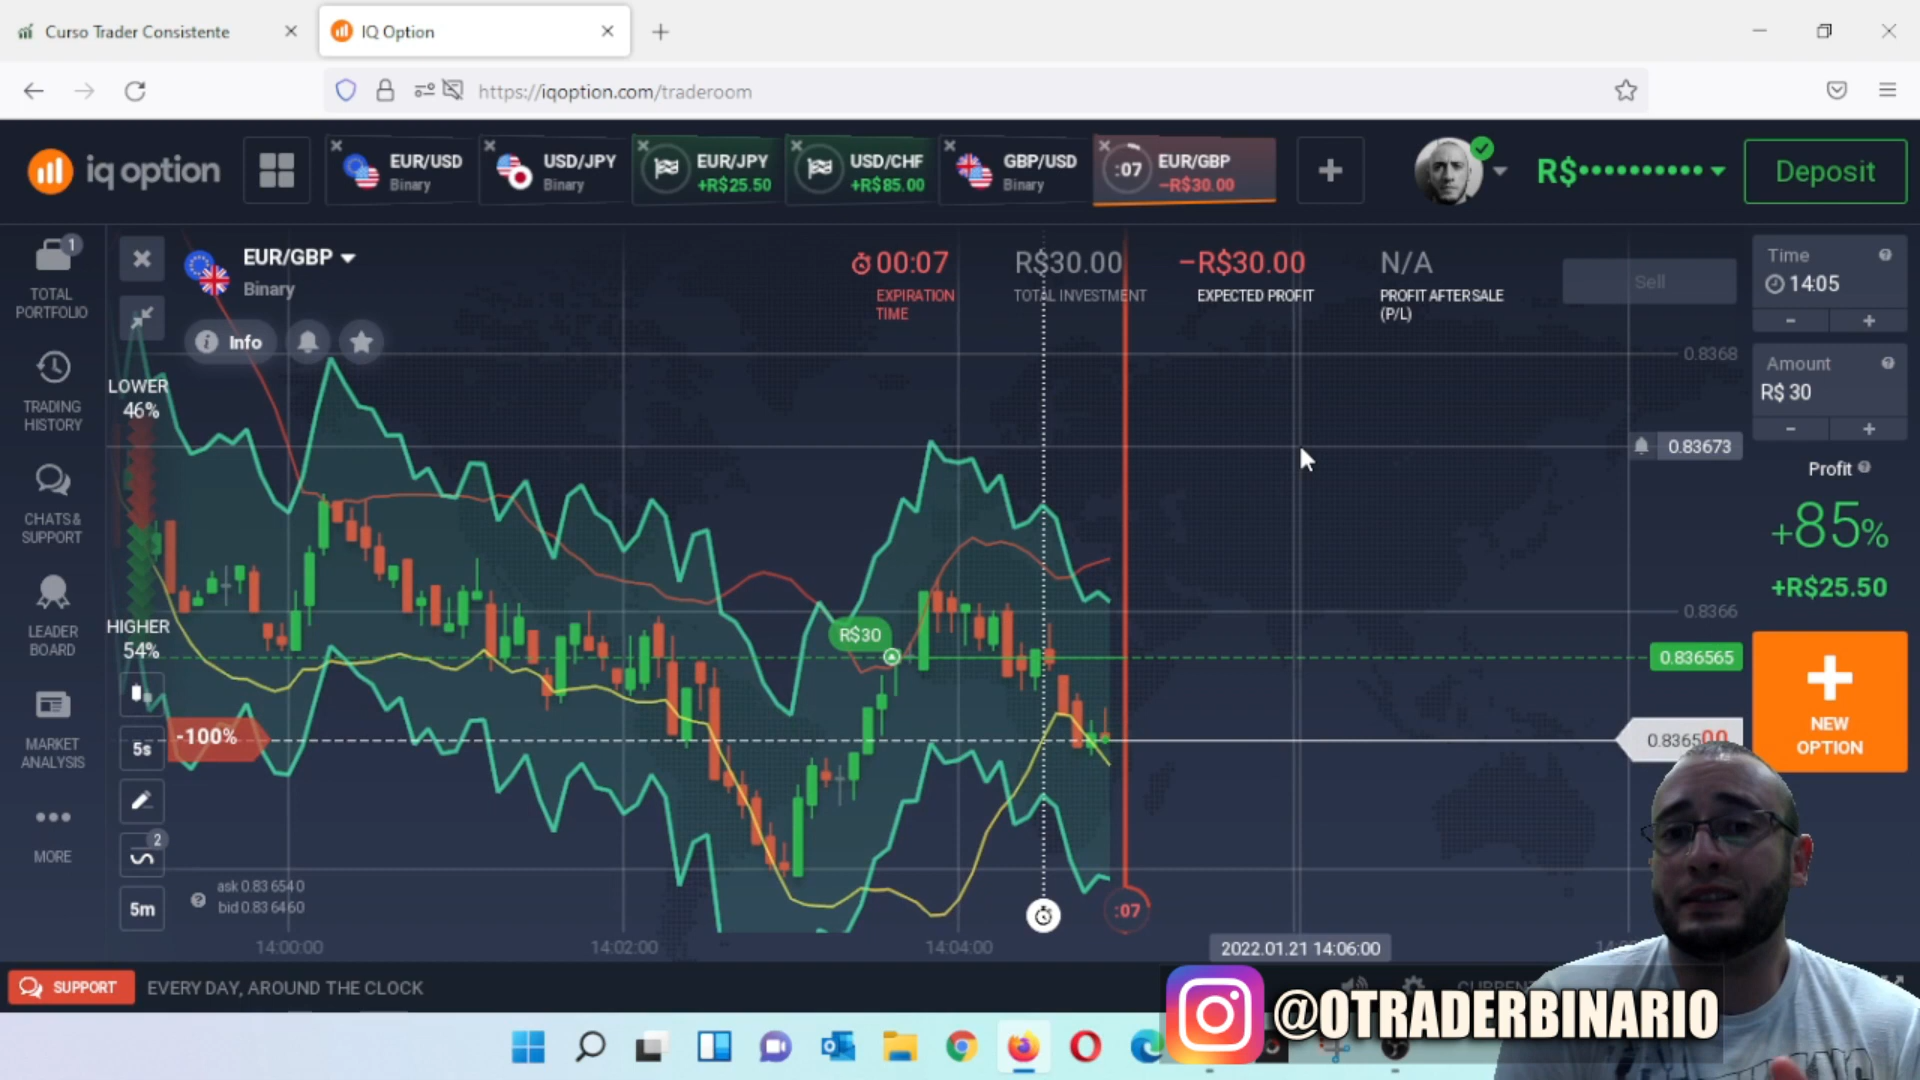 Curso Trader Consistente
IQ Option
https://iqoption.com/traderoom
iq option
EUR/USD
Binary
USD/JPY
Binary
EUR/JPY
+R$25.50
USD/CHF
+R$85.00
GBP/USD
Binary
:07
EUR/GBP
−R$30.00
R$••••••••••
Deposit
1
TOTAL
PORTFOLIO
TRADING
HISTORY
CHATS &
SUPPORT
LEADER
BOARD
MARKET
ANALYSIS
MORE
EUR/GBP
Binary
Info
00:07
EXPIRATION
TIME
R$30.00
TOTAL INVESTMENT
−R$30.00
EXPECTED PROFIT
N/A
PROFIT AFTER SALE
(P/L)
Sell
LOWER
46%
HIGHER
54%
-100%
5s
2
5m
ask 0.836540
bid 0.836460
R$30
:07
0.8368
0.83673
0.8366
0.836565
0.836500
14:00:00
14:02:00
14:04:00
2022.01.21 14:06:00
Time
14:05
- +
Amount
R$ 30
- +
Profit
+85%
+R$25.50
NEW
OPTION
SUPPORT
EVERY DAY, AROUND THE CLOCK
@OTRADERBINARIO